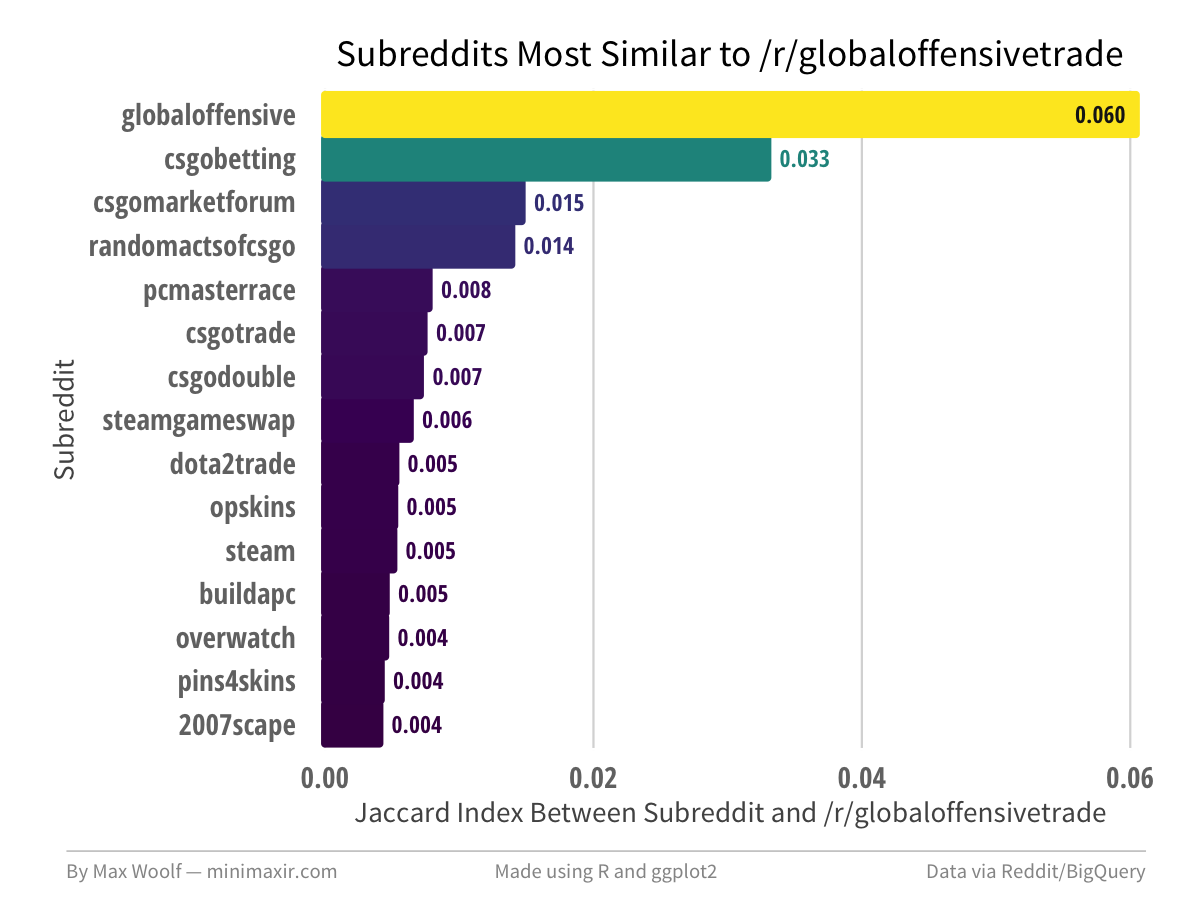 Subreddits Most Similar to /r/globaloffensivetrade
globaloffensive 0.060
csgobetting 0.033
csgomarketforum 0.015
randomactsofcsgo 0.014
pcmasterrace 0.008
csgotrade 0.007
csgodouble 0.007
steamgameswap 0.006
dota2trade 0.005
opskins 0.005
steam 0.005
buildapc 0.005
overwatch 0.004
pins4skins 0.004
2007scape 0.004
Subreddit
0.00 0.02 0.04 0.06
Jaccard Index Between Subreddit and /r/globaloffensivetrade
By Max Woolf — minimaxir.com Made using R and ggplot2 Data via Reddit/BigQuery